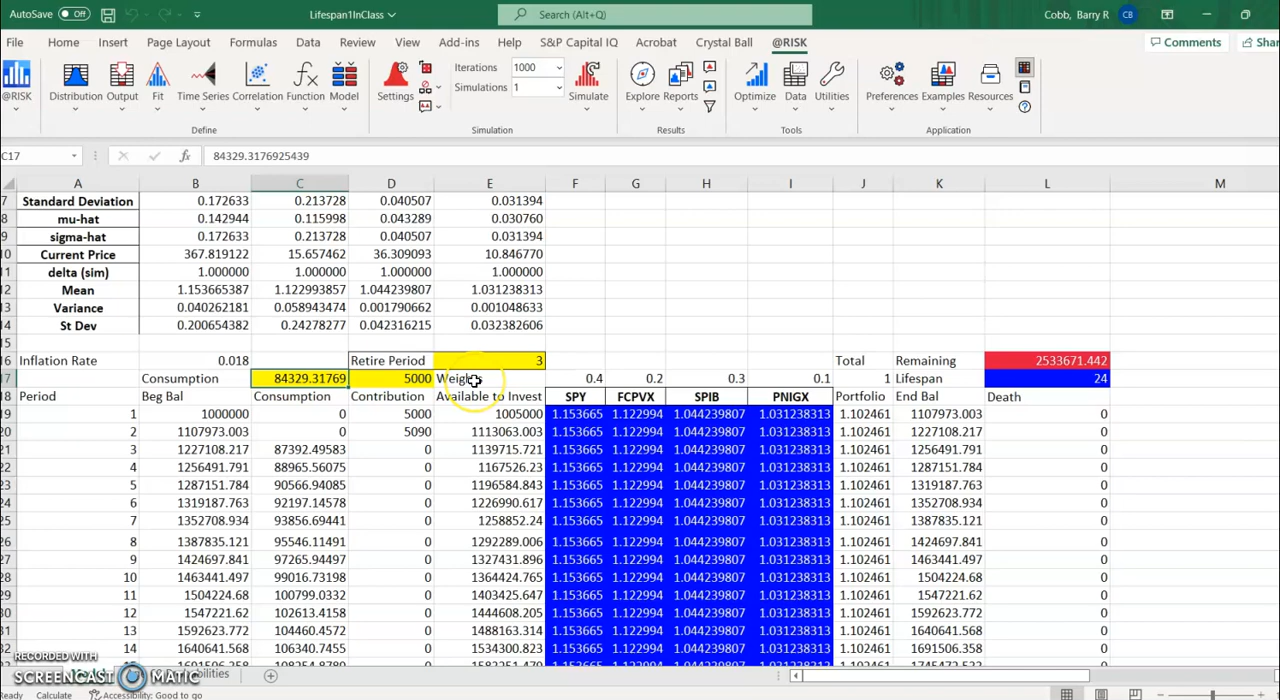 AutoSave Off Lifespan1InClass Search (Alt+Q) Cobb, Barry R CB
File Home Insert Page Layout Formulas Data Review View Add-ins Help S&P Capital IQ Acrobat Crystal Ball @RISK Comments Shar
@RISK Distribution Output Fit Time Series Correlation Function Model Settings Iterations 1000 Simulations 1 Simulate Explore Reports Optimize Data Utilities Preferences Examples Resources
Define Simulation Results Tools Application
C17 fx 84329.3176925439
A B C D E F G H I J K L M
7 Standard Deviation 0.172633 0.213728 0.040507 0.031394
8 mu-hat 0.142944 0.115998 0.043289 0.030760
9 sigma-hat 0.172633 0.213728 0.040507 0.031394
10 Current Price 367.819122 15.657462 36.309093 10.846770
11 delta (sim) 1.000000 1.000000 1.000000 1.000000
12 Mean 1.153665387 1.122993857 1.044239807 1.031238313
13 Variance 0.040262181 0.058943474 0.001790662 0.001048633
14 St Dev 0.200654382 0.24278277 0.042316215 0.032382606
15
16 Inflation Rate 0.018 Retire Period 3 Total Remaining 2533671.442
17 Consumption 84329.31769 5000 Weights 0.4 0.2 0.3 0.1 1 Lifespan 24
18 Period Beg Bal Consumption Contribution Available to Invest SPY FCPVX SPIB PNIGX Portfolio End Bal Death
19 1 1000000 0 5000 1005000 1.153665 1.122994 1.044239807 1.031238313 1.102461 1107973.003 0
20 2 1107973.003 0 5090 1113063.003 1.153665 1.122994 1.044239807 1.031238313 1.102461 1227108.217 0
21 3 1227108.217 87392.49583 0 1139715.721 1.153665 1.122994 1.044239807 1.031238313 1.102461 1256491.791 0
22 4 1256491.791 88965.56075 0 1167526.23 1.153665 1.122994 1.044239807 1.031238313 1.102461 1287151.784 0
23 5 1287151.784 90566.94085 0 1196584.843 1.153665 1.122994 1.044239807 1.031238313 1.102461 1319187.763 0
24 6 1319187.763 92197.14578 0 1226990.617 1.153665 1.122994 1.044239807 1.031238313 1.102461 1352708.934 0
25 7 1352708.934 93856.69441 0 1258852.24 1.153665 1.122994 1.044239807 1.031238313 1.102461 1387835.121 0
26 8 1387835.121 95546.11491 0 1292289.006 1.153665 1.122994 1.044239807 1.031238313 1.102461 1424697.841 0
27 9 1424697.841 97265.94497 0 1327431.896 1.153665 1.122994 1.044239807 1.031238313 1.102461 1463441.497 0
28 10 1463441.497 99016.73198 0 1364424.765 1.153665 1.122994 1.044239807 1.031238313 1.102461 1504224.68 0
29 11 1504224.68 100799.0332 0 1403425.647 1.153665 1.122994 1.044239807 1.031238313 1.102461 1547221.62 0
30 12 1547221.62 102613.4158 0 1444608.205 1.153665 1.122994 1.044239807 1.031238313 1.102461 1592623.772 0
31 13 1592623.772 104460.4572 0 1488163.314 1.153665 1.122994 1.044239807 1.031238313 1.102461 1640641.568 0
32 14 1640641.568 106340.7455 0 1534300.823 1.153665 1.122994 1.044239807 1.031238313 1.102461 1691506.358 0
RECORDED WITH
SCREENCAST MATIC
Ready Calculate Accessibility: Good to go